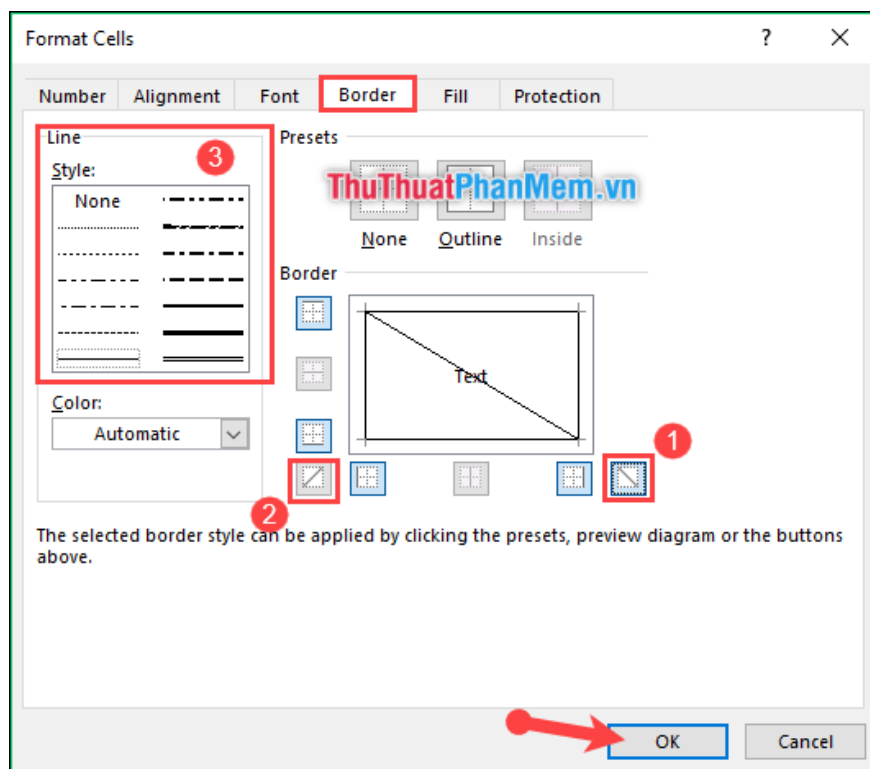 Format Cells ?
Number Alignment Font Border Fill Protection
Line
3
Style:
None
Presets
ThuThuatPhanMem.vn
None Outline Inside
Border
Text
Color:
Automatic
1
2
The selected border style can be applied by clicking the presets, preview diagram or the buttons
above.
OK Cancel